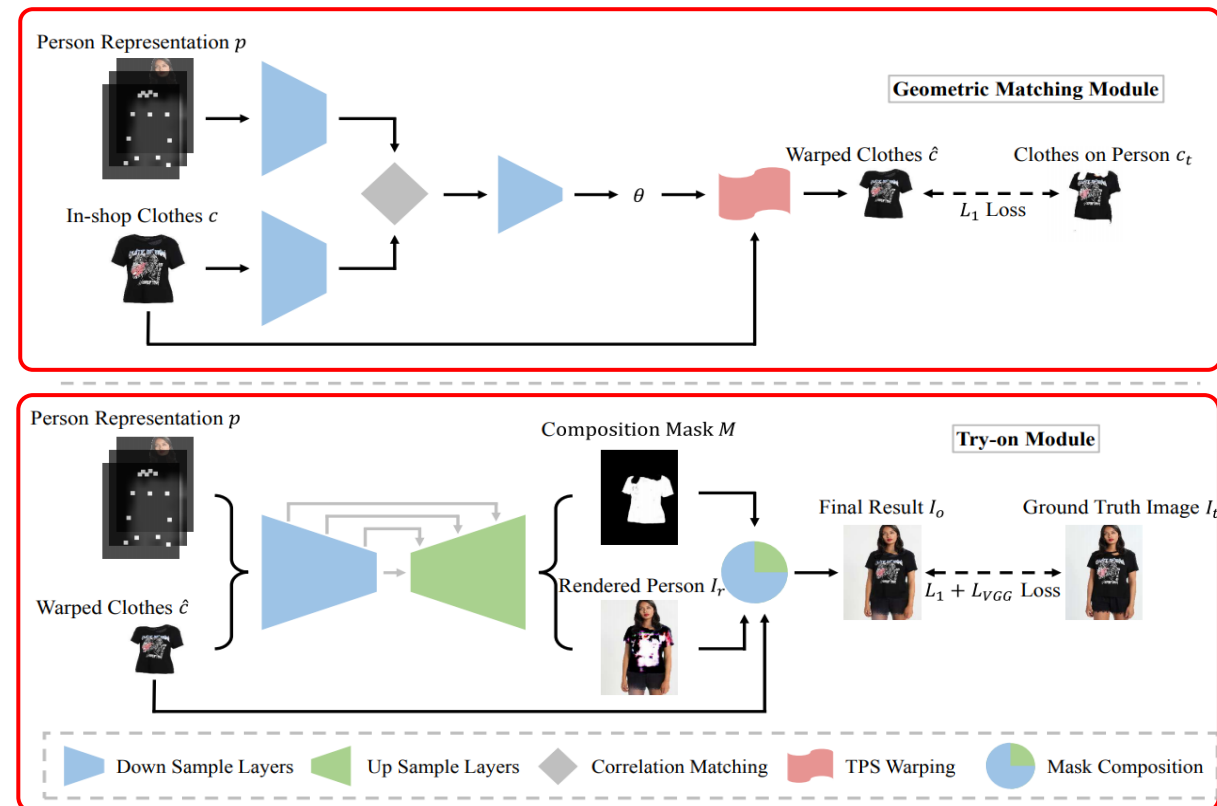 Person Representation p
Geometric Matching Module
Warped Clothes ĉ
Clothes on Person cₜ
In-shop Clothes c
θ
L₁ Loss
Person Representation p
Composition Mask M
Try-on Module
Final Result Iₒ
Ground Truth Image Iₜ
Warped Clothes ĉ
Rendered Person Iᵣ
L₁ + L_VGG Loss
Down Sample Layers
Up Sample Layers
Correlation Matching
TPS Warping
Mask Composition